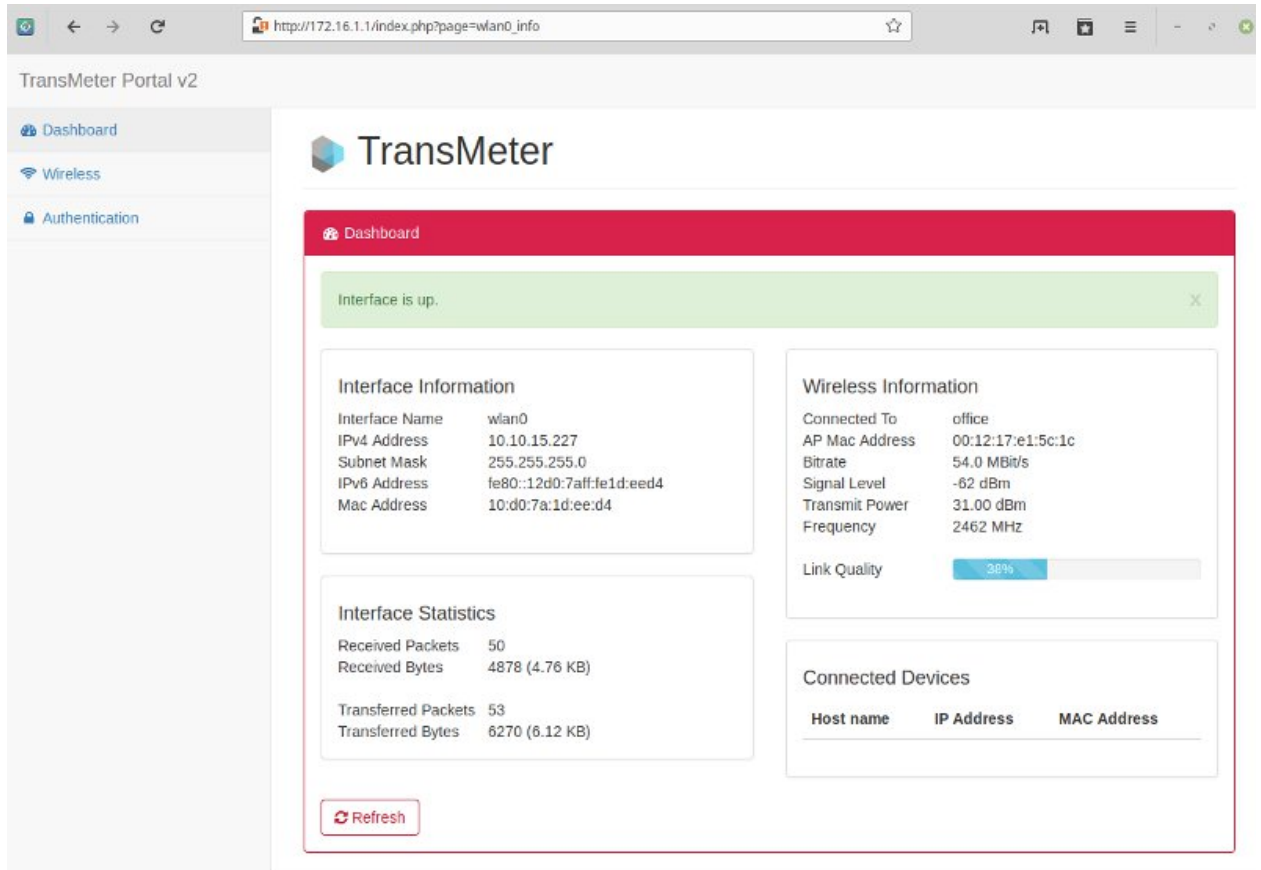 http://172.16.1.1/index.php?page=wlan0_info
TransMeter Portal v2
Dashboard
Wireless
Authentication
TransMeter
Dashboard
Interface is up.
x
Interface Information
Interface Name wlan0
IPv4 Address 10.10.15.227
Subnet Mask 255.255.255.0
IPv6 Address fe80::12d0:7aff:fe1d:eed4
Mac Address 10:d0:7a:1d:ee:d4
Interface Statistics
Received Packets 50
Received Bytes 4878 (4.76 KB)
Transferred Packets 53
Transferred Bytes 6270 (6.12 KB)
Wireless Information
Connected To office
AP Mac Address 00:12:17:e1:5c:1c
Bitrate 54.0 MBit/s
Signal Level -62 dBm
Transmit Power 31.00 dBm
Frequency 2462 MHz
Link Quality 38%
Connected Devices
Host name IP Address MAC Address
Refresh